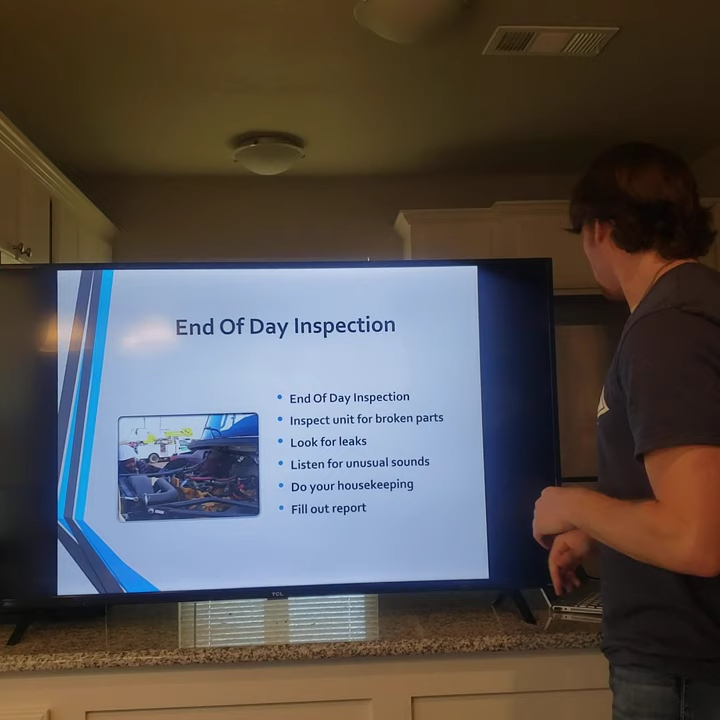 End Of Day Inspection
End Of Day Inspection
Inspect unit for broken parts
Look for leaks
Listen for unusual sounds
Do your housekeeping
Fill out report
TCL